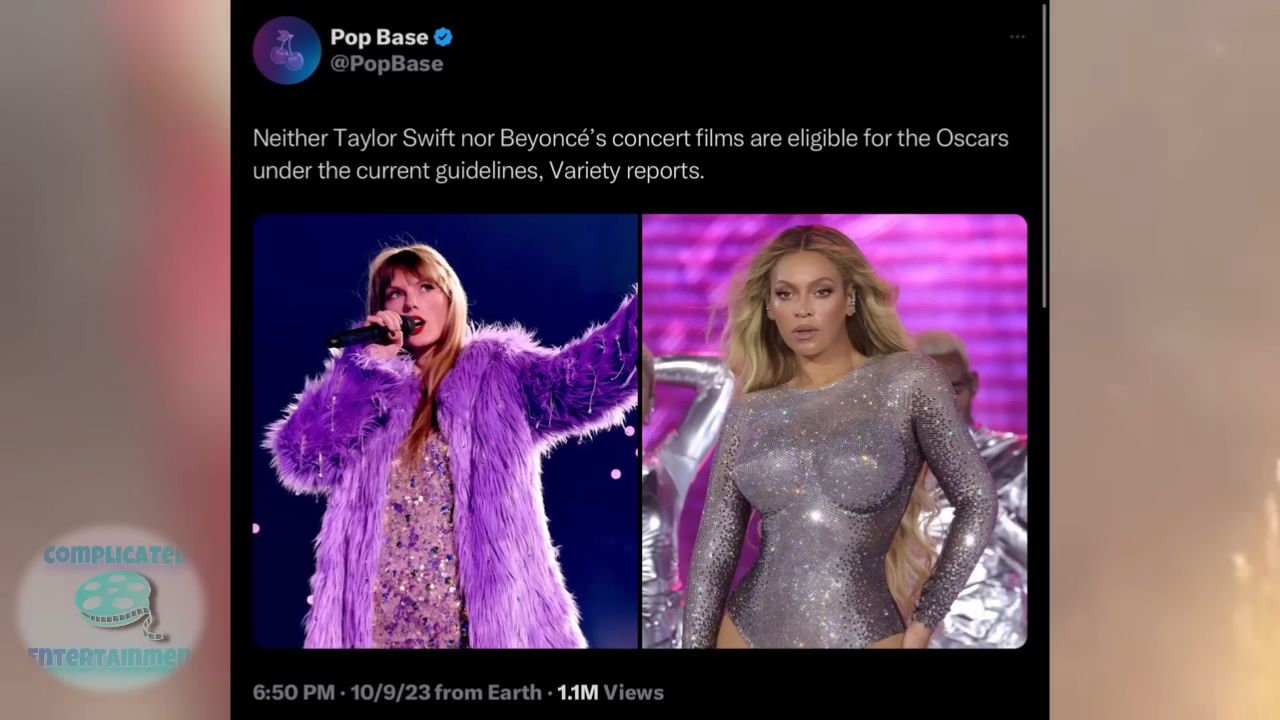 Pop Base
@PopBase
Neither Taylor Swift nor Beyoncé’s concert films are eligible for the Oscars
under the current guidelines, Variety reports.
COMPLICATED
ENTERTAINMEN
6:50 PM · 10/9/23 from Earth · 1.1M Views